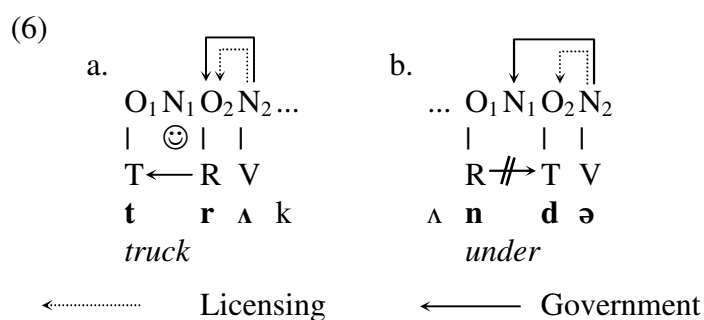 (6)
a. b.
O₁ N₁ O₂ N₂ ... ... O₁ N₁ O₂ N₂
T R V R T V
t r ʌ k ʌ n d ə
truck under
Licensing Government